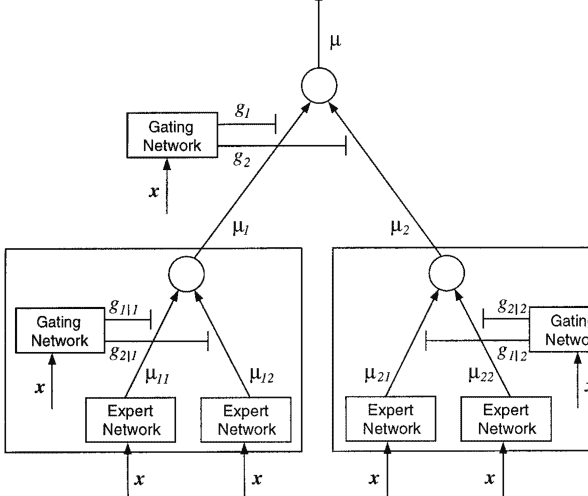 μ
g1
Gating
Network
g2
x
μ1
μ2
g1|1
Gating
Network
g2|1
x
μ11
μ12
Expert
Network
Expert
Network
x
x
g2|2
g1|2
μ21
μ22
Expert
Network
Expert
Network
x
x